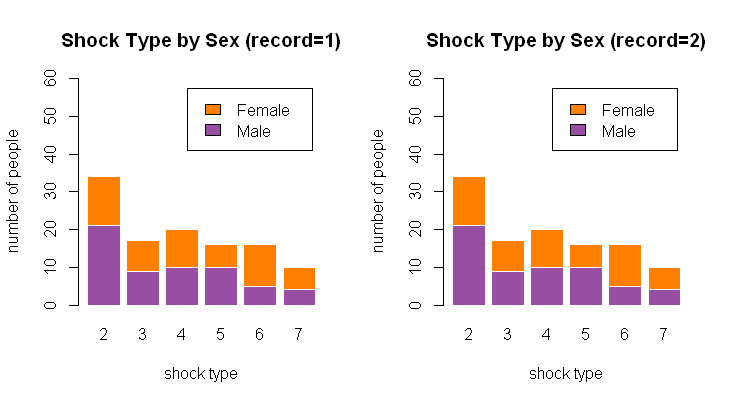 Shock Type by Sex (record=1)
number of people
60
50
40
30
20
10
0
Female
Male
2 3 4 5 6 7
shock type
Shock Type by Sex (record=2)
number of people
60
50
40
30
20
10
0
Female
Male
2 3 4 5 6 7
shock type